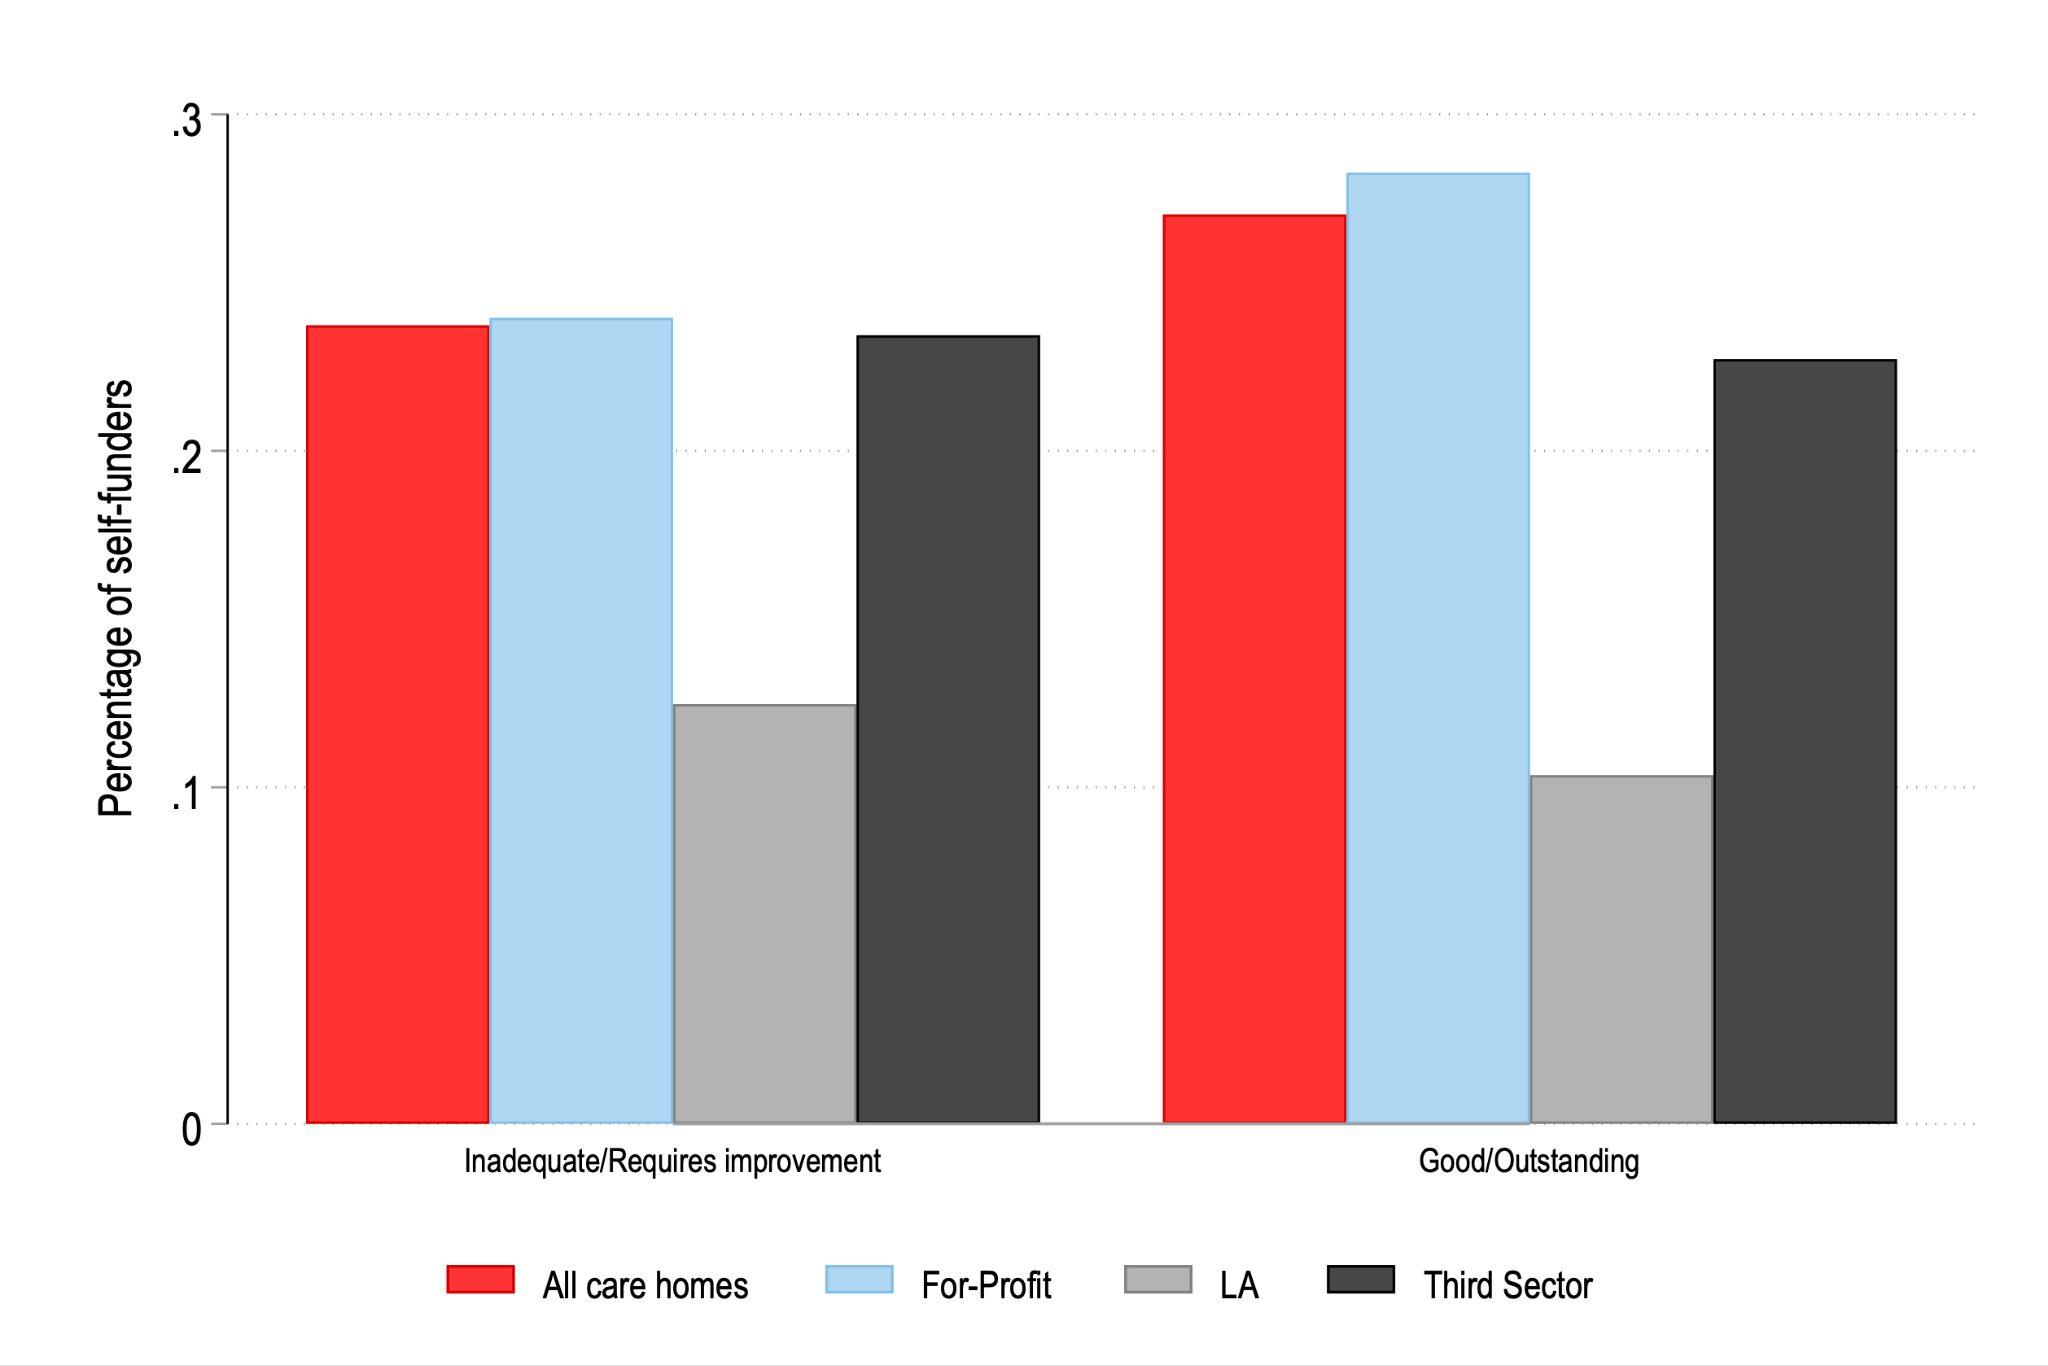 Percentage of self-funders
.3
.2
.1
0
Inadequate/Requires improvement
Good/Outstanding
All care homes
For-Profit
LA
Third Sector